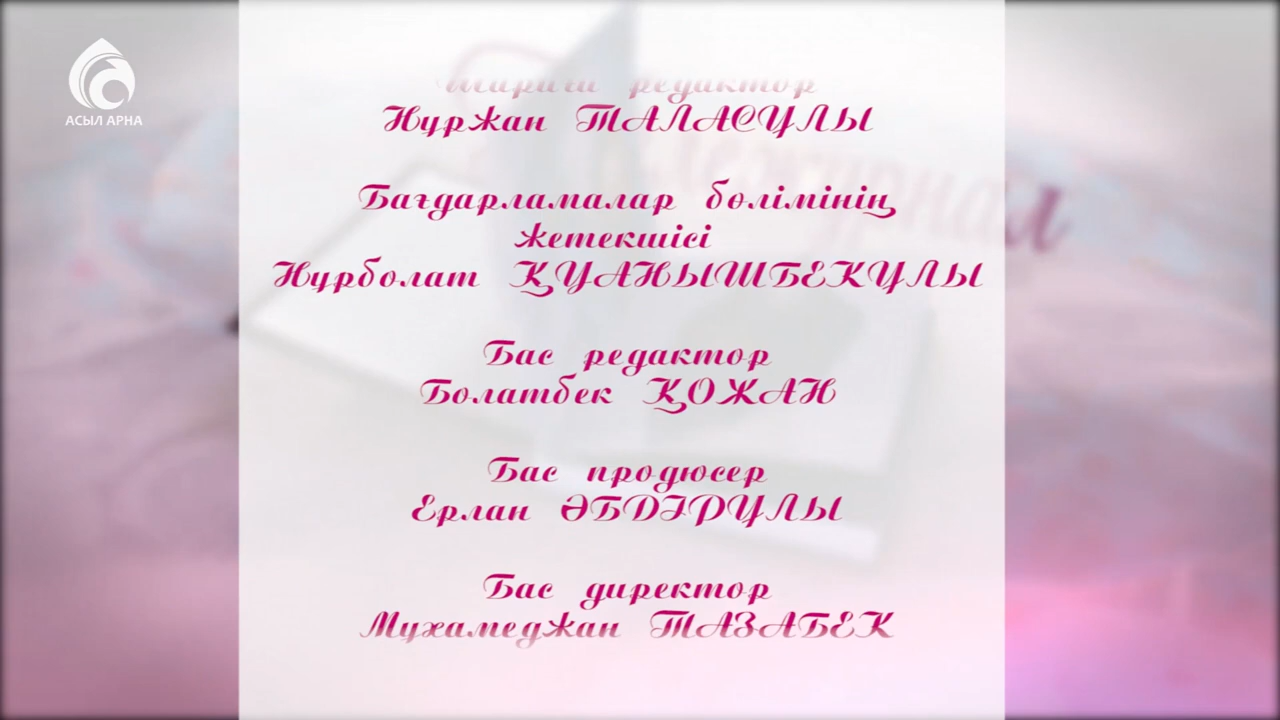 АСЫЛ АРНА
редактор
Нұржан ТАЛАСҰЛЫ
Бағдарламалар бөлімінің
жетекшісі
Нұрболат ҚУАНЫШБЕКҰЛЫ
Бас редактор
Болатбек ҚОЖАН
Бас продюсер
Ерлан ӘБДІРҰЛЫ
Бас директор
Мұхамеджан ТАЗАБЕК